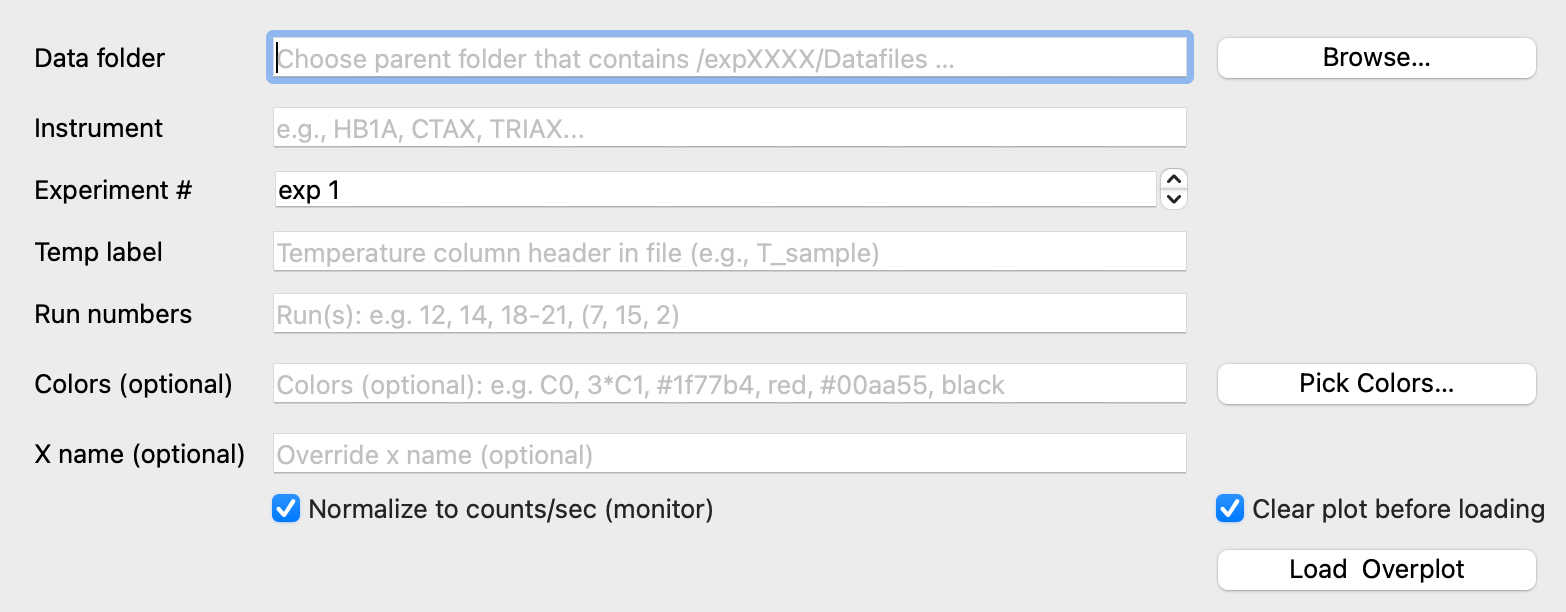 Data folder Choose parent folder that contains /expXXXX/Datafiles ... Browse...
Instrument e.g., HB1A, CTAX, TRIAX...
Experiment # exp 1
Temp label Temperature column header in file (e.g., T_sample)
Run numbers Run(s): e.g. 12, 14, 18-21, (7, 15, 2)
Colors (optional) Colors (optional): e.g. C0, 3*C1, #1f77b4, red, #00aa55, black Pick Colors...
X name (optional) Override x name (optional)
Normalize to counts/sec (monitor) Clear plot before loading
Load Overplot